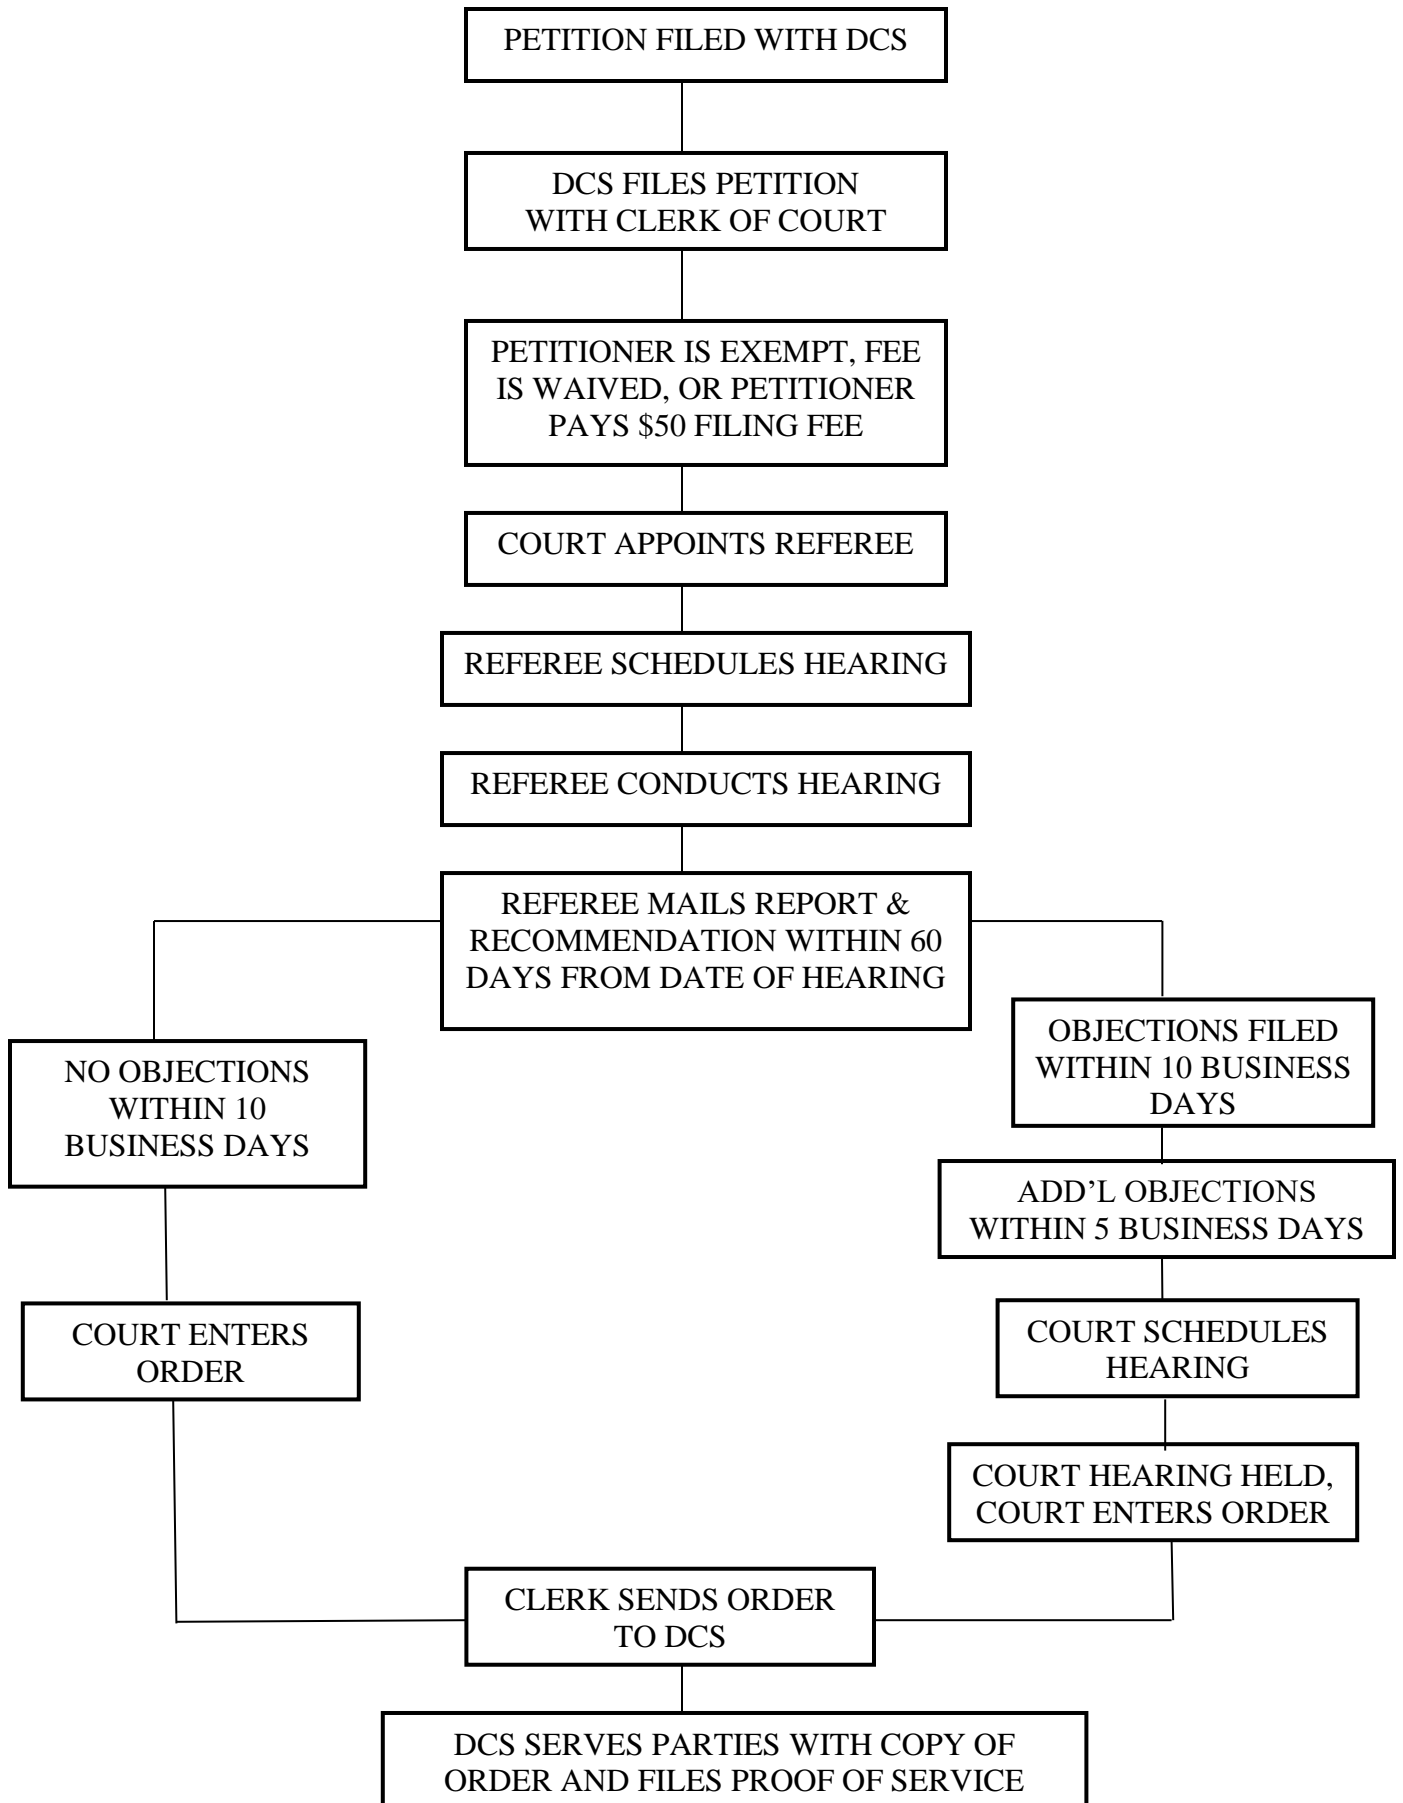 PETITION FILED WITH DCS
DCS FILES PETITION
WITH CLERK OF COURT
PETITIONER IS EXEMPT, FEE
IS WAIVED, OR PETITIONER
PAYS $50 FILING FEE
COURT APPOINTS REFEREE
REFEREE SCHEDULES HEARING
REFEREE CONDUCTS HEARING
REFEREE MAILS REPORT &
RECOMMENDATION WITHIN 60
DAYS FROM DATE OF HEARING
NO OBJECTIONS
WITHIN 10
BUSINESS DAYS
COURT ENTERS
ORDER
OBJECTIONS FILED
WITHIN 10 BUSINESS
DAYS
ADD’L OBJECTIONS
WITHIN 5 BUSINESS DAYS
COURT SCHEDULES
HEARING
COURT HEARING HELD,
COURT ENTERS ORDER
CLERK SENDS ORDER
TO DCS
DCS SERVES PARTIES WITH COPY OF
ORDER AND FILES PROOF OF SERVICE